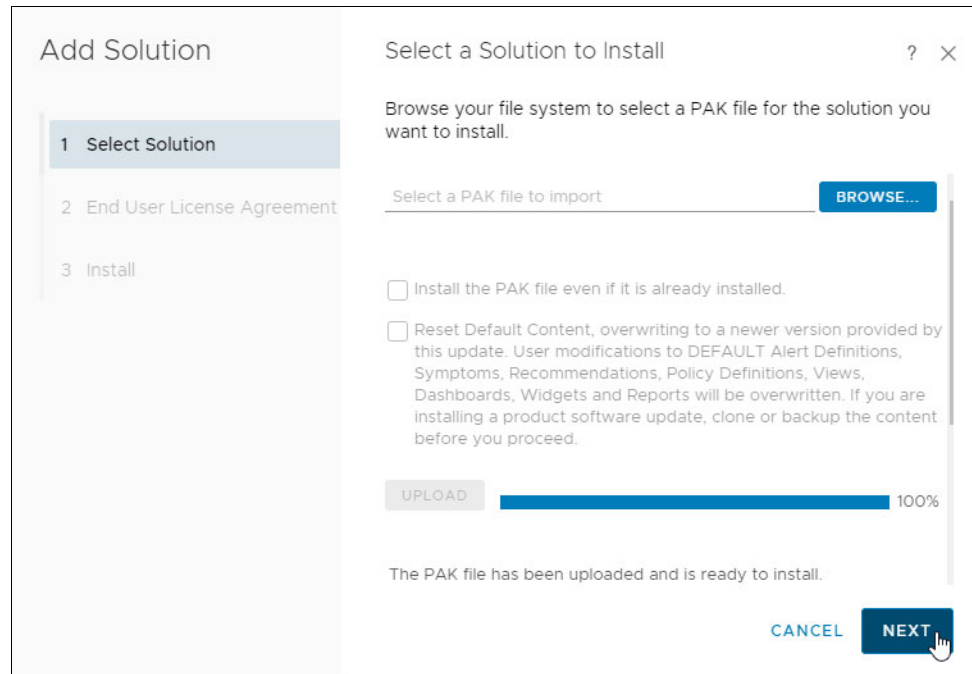 Add Solution
1 Select Solution
2 End User License Agreement
3 Install
Select a Solution to Install
?
Browse your file system to select a PAK file for the solution you
want to install.
Select a PAK file to import
BROWSE...
Install the PAK file even if it is already installed.
Reset Default Content, overwriting to a newer version provided by
this update. User modifications to DEFAULT Alert Definitions,
Symptoms, Recommendations, Policy Definitions, Views,
Dashboards, Widgets and Reports will be overwritten. If you are
installing a product software update, clone or backup the content
before you proceed.
UPLOAD
100%
The PAK file has been uploaded and is ready to install.
CANCEL
NEXT